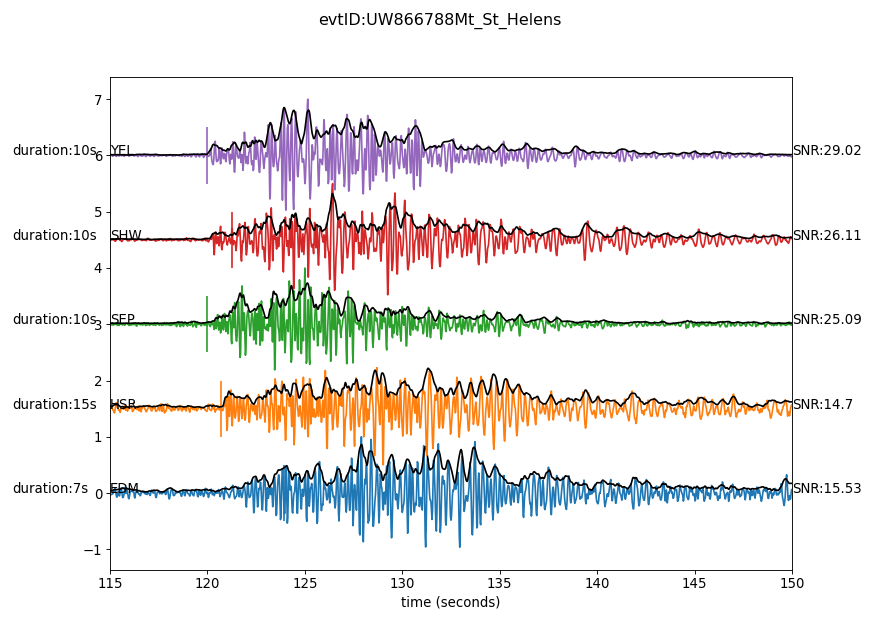 evtID:UW866788Mt_St_Helens
7
duration:10s YEL SNR:29.02
6
5
duration:10s SHW SNR:26.11
4
duration:10s SEP SNR:25.09
3
2
duration:15s HSR SNR:14.7
1
duration:7s EDM SNR:15.53
0
−1
115 120 125 130 135 140 145 150
time (seconds)